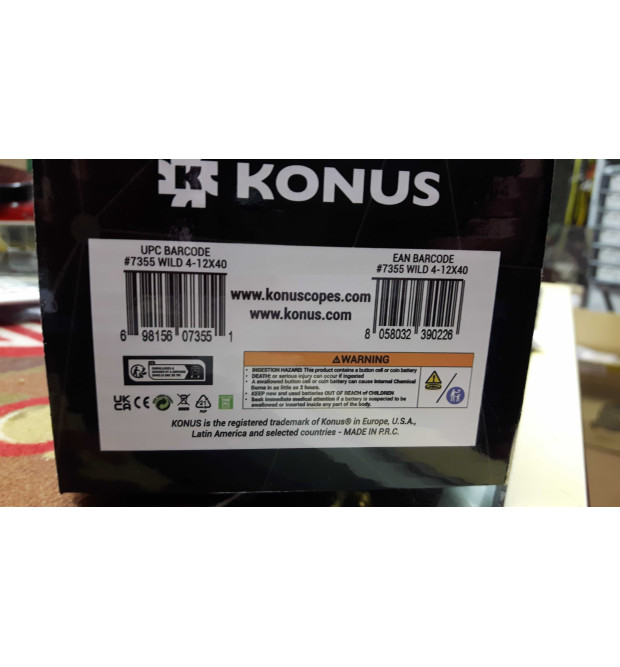 KONUS
UPC BARCODE
#7355 WILD 4-12X40
6 98156 07355 1
www.konuscopes.com
www.konus.com
EAN BARCODE
#7355 WILD 4-12X40
8 058032 390226
⚠WARNING
• INGESTION HAZARD: This product contains a button cell or coin battery
• DEATH: or serious injury can occur if ingested
• A swallowed button cell or coin battery can cause Internal Chemical
Burns in as little as 2 hours.
• KEEP new and used batteries OUT OF REACH of CHILDREN
• Seek immediate medical attention if a battery is suspected to be
swallowed or inserted inside any part of the body.
UK
CA CE
PAP
KONUS is the registered trademark of Konus® in Europe, U.S.A.,
Latin America and selected countries - MADE IN P.R.C.